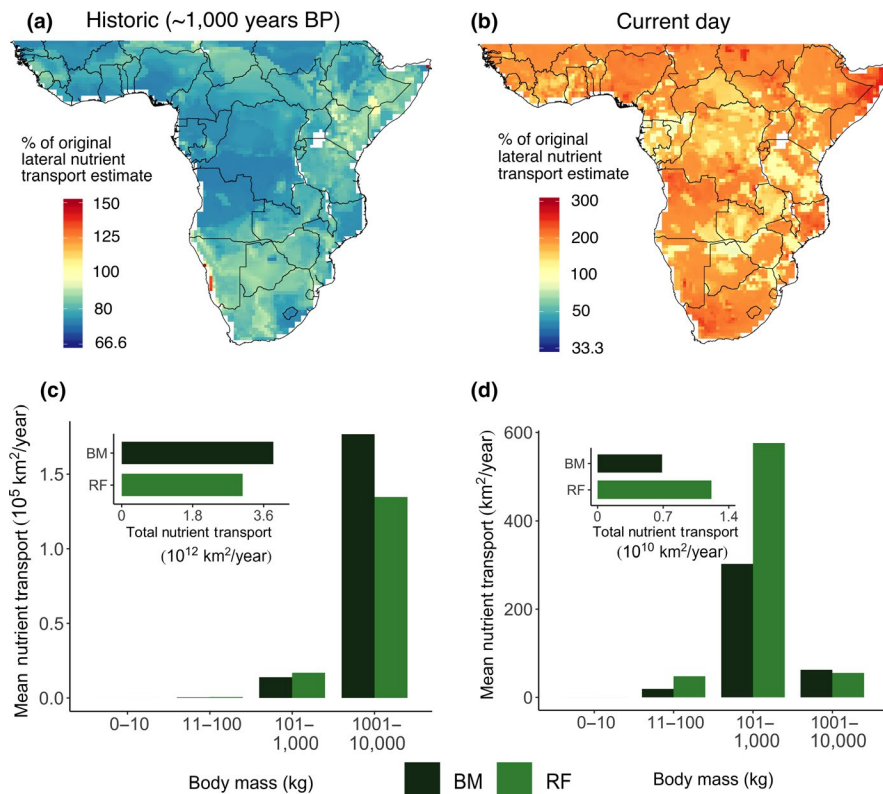 (a) Historic (~1,000 years BP)
% of original
lateral nutrient
transport estimate
150
125
100
80
66.6
(b) Current day
% of original
lateral nutrient
transport estimate
300
200
100
50
33.3
(c)
Mean nutrient transport (10⁵ km²/year)
1.5
1.0
0.5
0.0
BM
RF
0 1.8 3.6
Total nutrient transport
(10¹² km²/year)
0–10 11–100 101– 1001–
1,000 10,000
Body mass (kg)
(d)
Mean nutrient transport (km²/year)
600
400
200
0
BM
RF
0 0.7 1.4
Total nutrient transport
(10¹⁰ km²/year)
0–10 11–100 101– 1001–
1,000 10,000
Body mass (kg)
BM RF